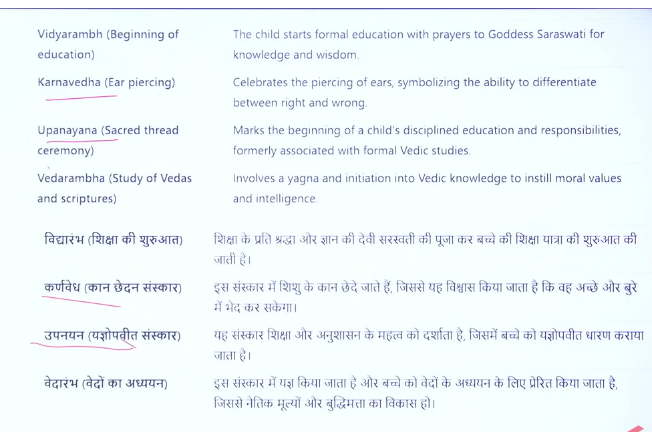 Vidyarambh (Beginning of education)
The child starts formal education with prayers to Goddess Saraswati for knowledge and wisdom.
Karnavedha (Ear piercing)
Celebrates the piercing of ears, symbolizing the ability to differentiate between right and wrong.
Upanayana (Sacred thread ceremony)
Marks the beginning of a child's disciplined education and responsibilities, formerly associated with formal Vedic studies.
Vedarambha (Study of Vedas and scriptures)
Involves a yagna and initiation into Vedic knowledge to instill moral values and intelligence.
विद्यारंभ (शिक्षा की शुरुआत)
शिक्षा के प्रति श्रद्धा और ज्ञान की देवी सरस्वती की पूजा कर बच्चे की शिक्षा यात्रा की शुरुआत की जाती है।
कर्णवेध (कान छेदन संस्कार)
इस संस्कार में शिशु के कान छेदे जाते हैं, जिससे यह विश्वास किया जाता है कि वह अच्छे और बुरे में भेद कर सकेगा।
उपनयन (यज्ञोपवीत संस्कार)
यह संस्कार शिक्षा और अनुशासन के महत्व को दर्शाता है, जिसमें बच्चे को यज्ञोपवीत धारण कराया जाता है।
वेदारंभ (वेदों का अध्ययन)
इस संस्कार में यज्ञ किया जाता है और बच्चे को वेदों के अध्ययन के लिए प्रेरित किया जाता है, जिससे नैतिक मूल्यों और बुद्धिमत्ता का विकास हो।